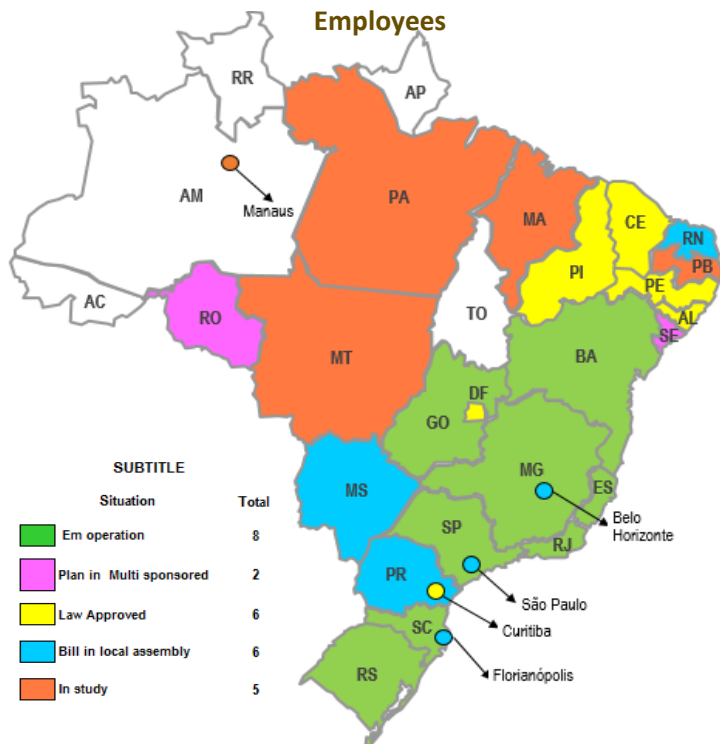 Employees
RR
AP
AM
Manaus
PA
MA
CE
RN
PB
PI
PE
AL
SE
AC
RO
TO
BA
MT
DF
GO
MG
ES
MS
SP
RJ
Belo
Horizonte
PR
São Paulo
Curitiba
SC
Florianópolis
RS
SUBTITLE
Situation Total
Em operation 8
Plan in Multi sponsored 2
Law Approved 6
Bill in local assembly 6
In study 5